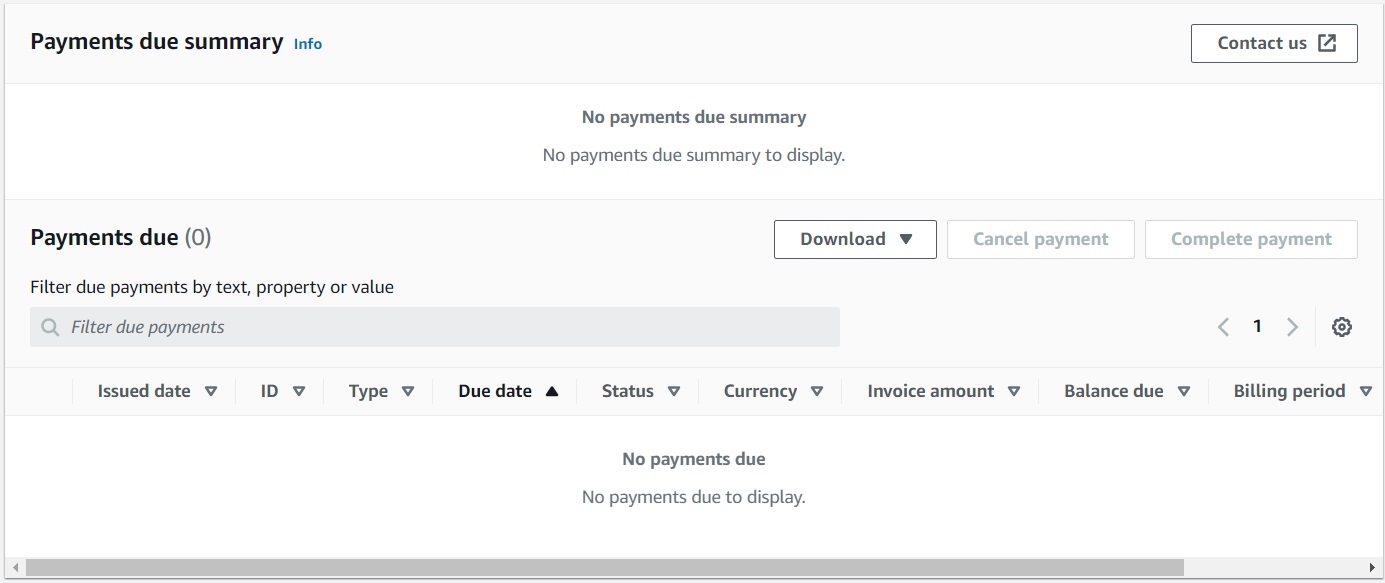 Payments due summary Info
Contact us
No payments due summary
No payments due summary to display.
Payments due (0)
Download
Cancel payment
Complete payment
Filter due payments by text, property or value
Filter due payments
1
Issued date ID Type Due date Status Currency Invoice amount Balance due Billing period
No payments due
No payments due to display.